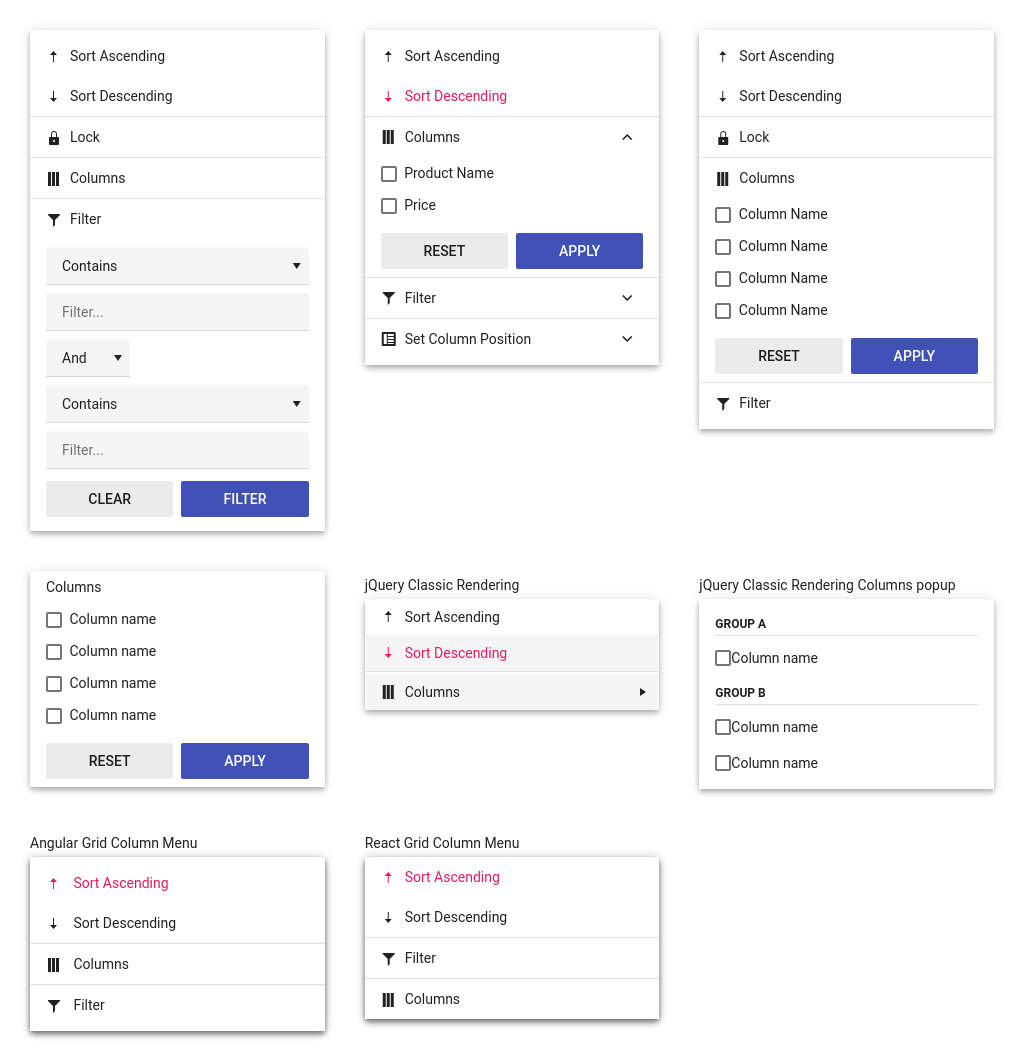 Sort Ascending
Sort Descending
Lock
Columns
Filter
Contains
Filter...
And
Contains
Filter...
CLEAR FILTER
Sort Ascending
Sort Descending
Columns
Product Name
Price
RESET APPLY
Filter
Set Column Position
Sort Ascending
Sort Descending
Lock
Columns
Column Name
Column Name
Column Name
Column Name
RESET APPLY
Filter
Columns
Column name
Column name
Column name
Column name
RESET APPLY
jQuery Classic Rendering
Sort Ascending
Sort Descending
Columns
jQuery Classic Rendering Columns popup
GROUP A
Column name
GROUP B
Column name
Column name
Angular Grid Column Menu
Sort Ascending
Sort Descending
Columns
Filter
React Grid Column Menu
Sort Ascending
Sort Descending
Filter
Columns